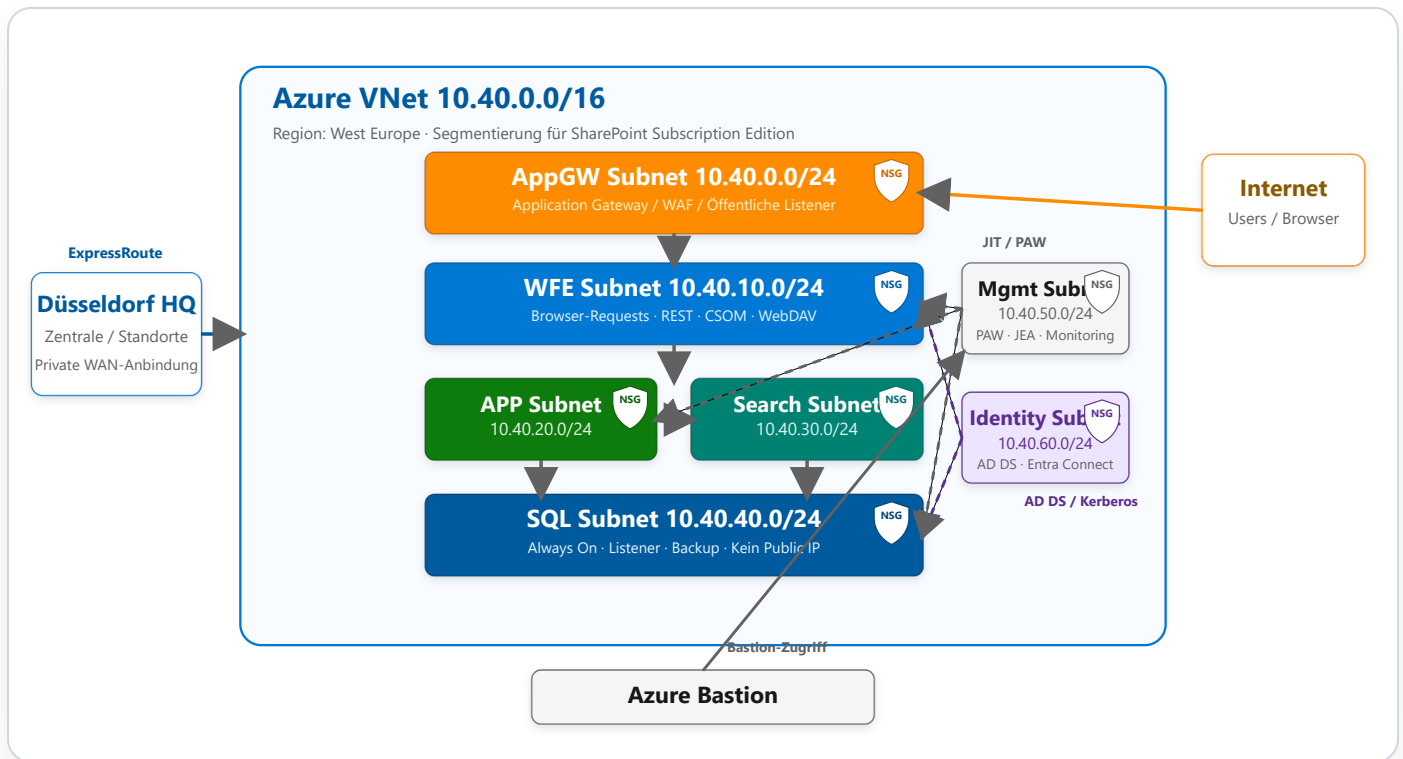 Azure VNet 10.40.0.0/16
Region: West Europe · Segmentierung für SharePoint Subscription Edition
AppGW Subnet 10.40.0.0/24
Application Gateway / WAF / Öffentliche Listener
NSG
Internet
Users / Browser
ExpressRoute
Düsseldorf HQ
Zentrale / Standorte
Private WAN-Anbindung
WFE Subnet 10.40.10.0/24
Browser-Requests · REST · CSOM · WebDAV
NSG
JIT / PAW
Mgmt
NSG
10.40.50.0/24
PAW · JEA · Monitoring
APP Subnet
10.40.20.0/24
NSG
Search Subnet
10.40.30.0/24
NSG
Identity
NSG
10.40.60.0/24
AD DS · Entra Connect
AD DS / Kerberos
SQL Subnet 10.40.40.0/24
Always On · Listener · Backup · Kein Public IP
NSG
Bastion-Zugriff
Azure Bastion